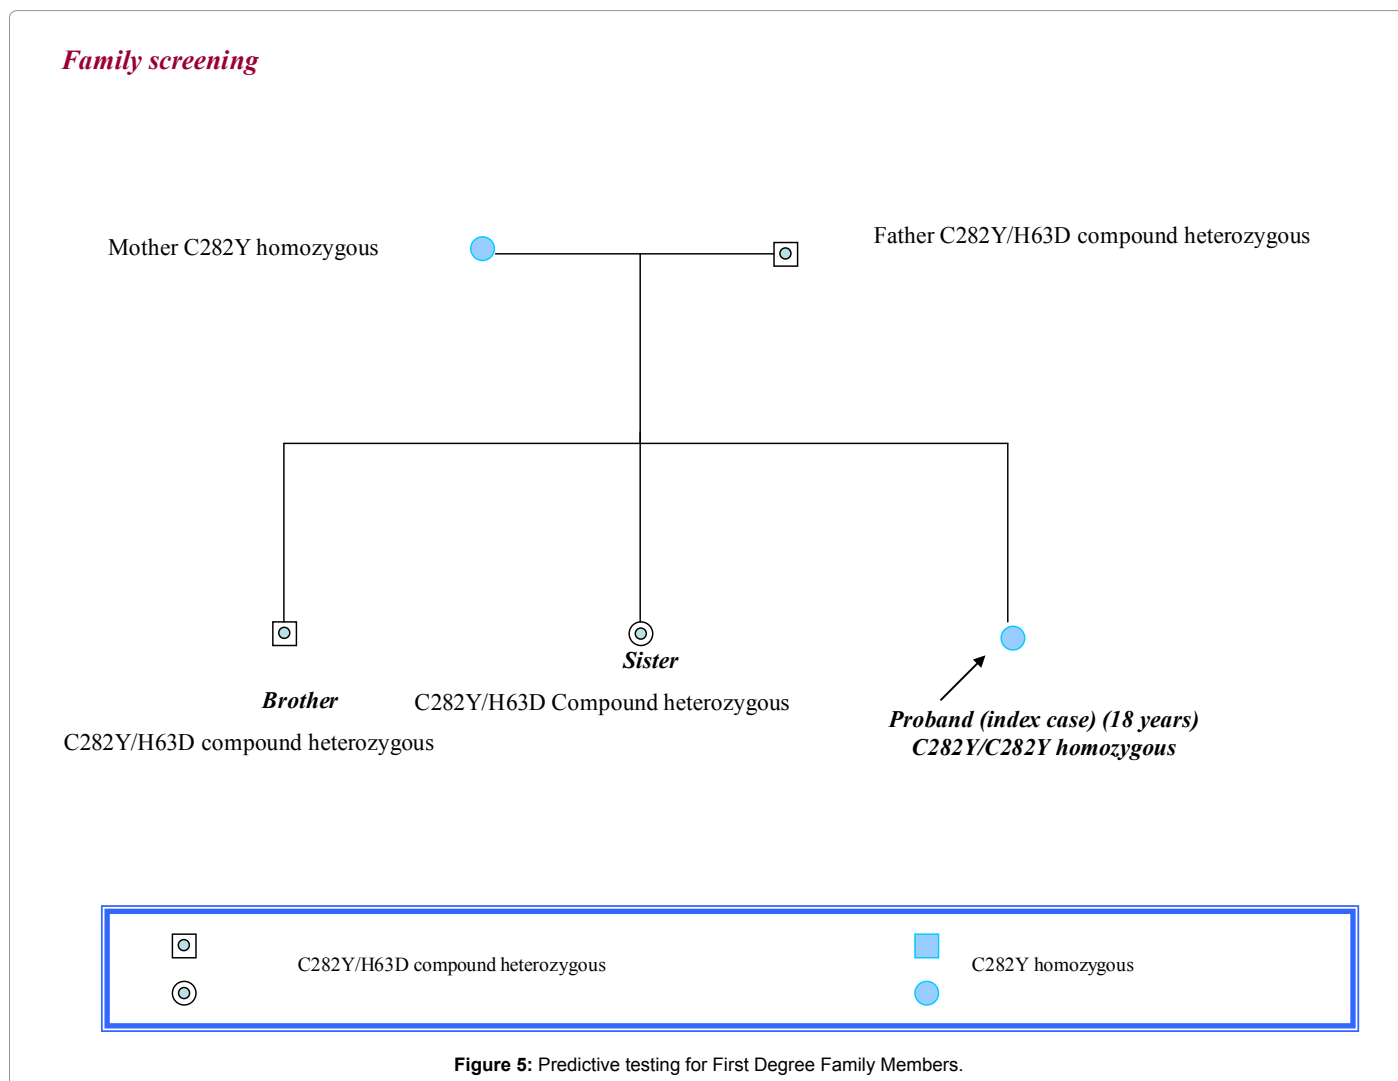 Family screening
Mother C282Y homozygous
Father C282Y/H63D compound heterozygous
Brother
C282Y/H63D compound heterozygous
Sister
C282Y/H63D Compound heterozygous
Proband (index case) (18 years)
C282Y/C282Y homozygous
C282Y/H63D compound heterozygous
C282Y homozygous
Figure 5: Predictive testing for First Degree Family Members.